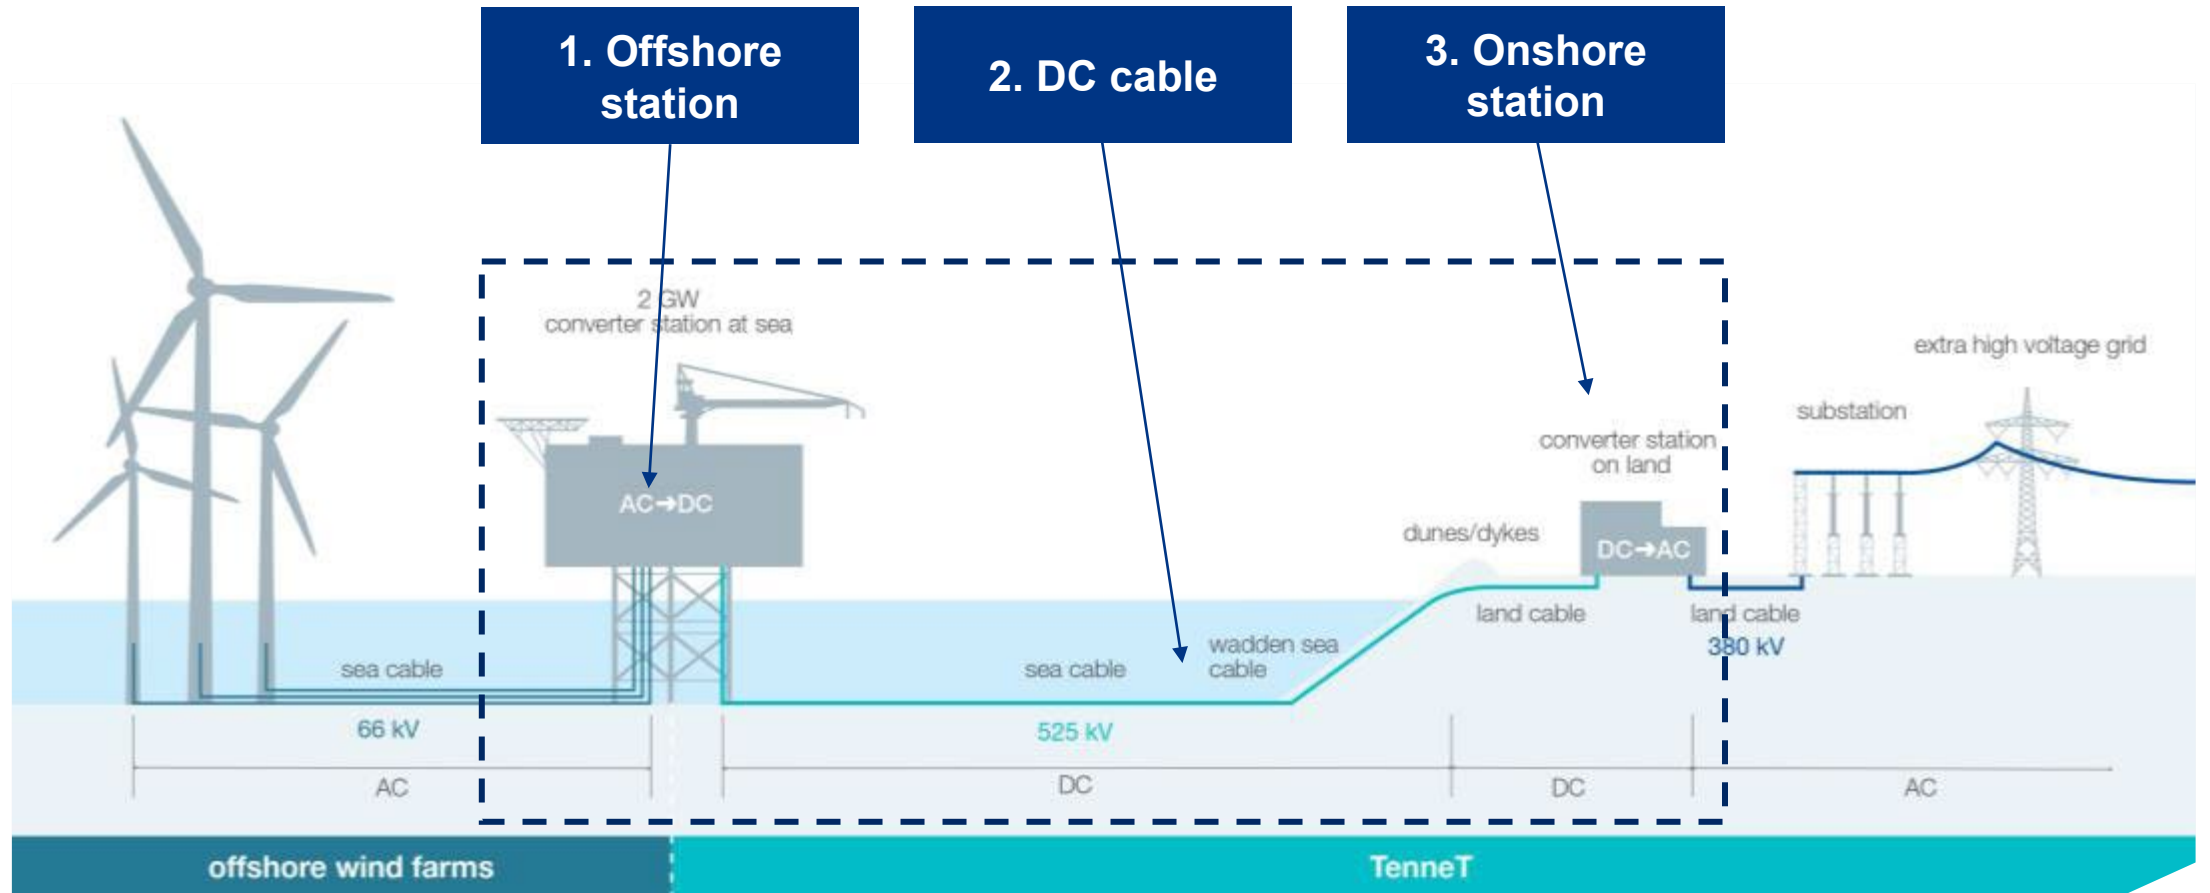 1. Offshore
station
2. DC cable
3. Onshore
station
2 GW
converter station at sea
extra high voltage grid
substation
converter station
on land
AC→DC
dunes/dykes
DC→AC
land cable
land cable
380 kV
sea cable
sea cable
wadden sea
cable
66 kV
525 kV
AC
DC
DC
AC
offshore wind farms
TenneT